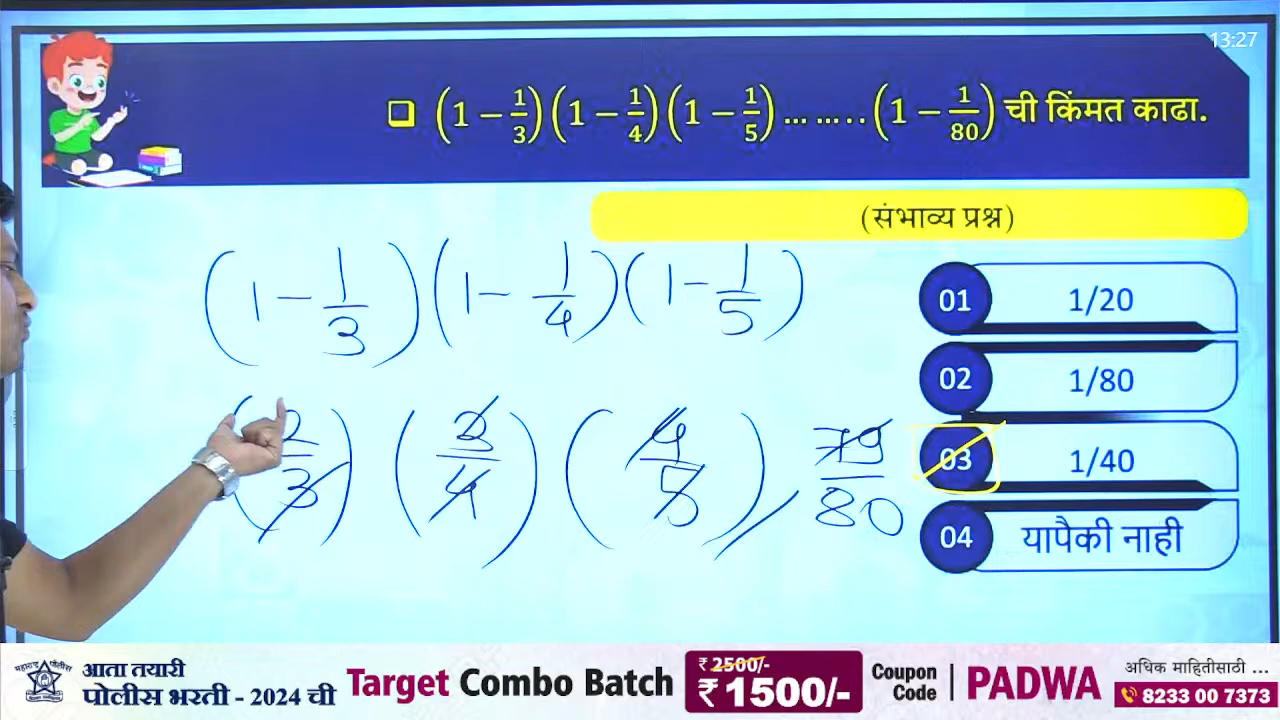 13:27
❑ (1 − 1/3)(1 − 1/4)(1 − 1/5) ... ... .. (1 − 1/80) ची किंमत काढा.
(संभाव्य प्रश्न)
(1 − 1/3)(1 − 1/4)(1 − 1/5)
(2/3)(3/4)(4/5) 79/80
01 1/20
02 1/80
03 1/40
04 यापैकी नाही
महाराष्ट्र पोलीस
आता तयारी
पोलीस भरती - 2024 ची
Target Combo Batch
₹ 2500/-
₹ 1500/-
Coupon Code | PADWA
अधिक माहितीसाठी ...
8233 00 7373